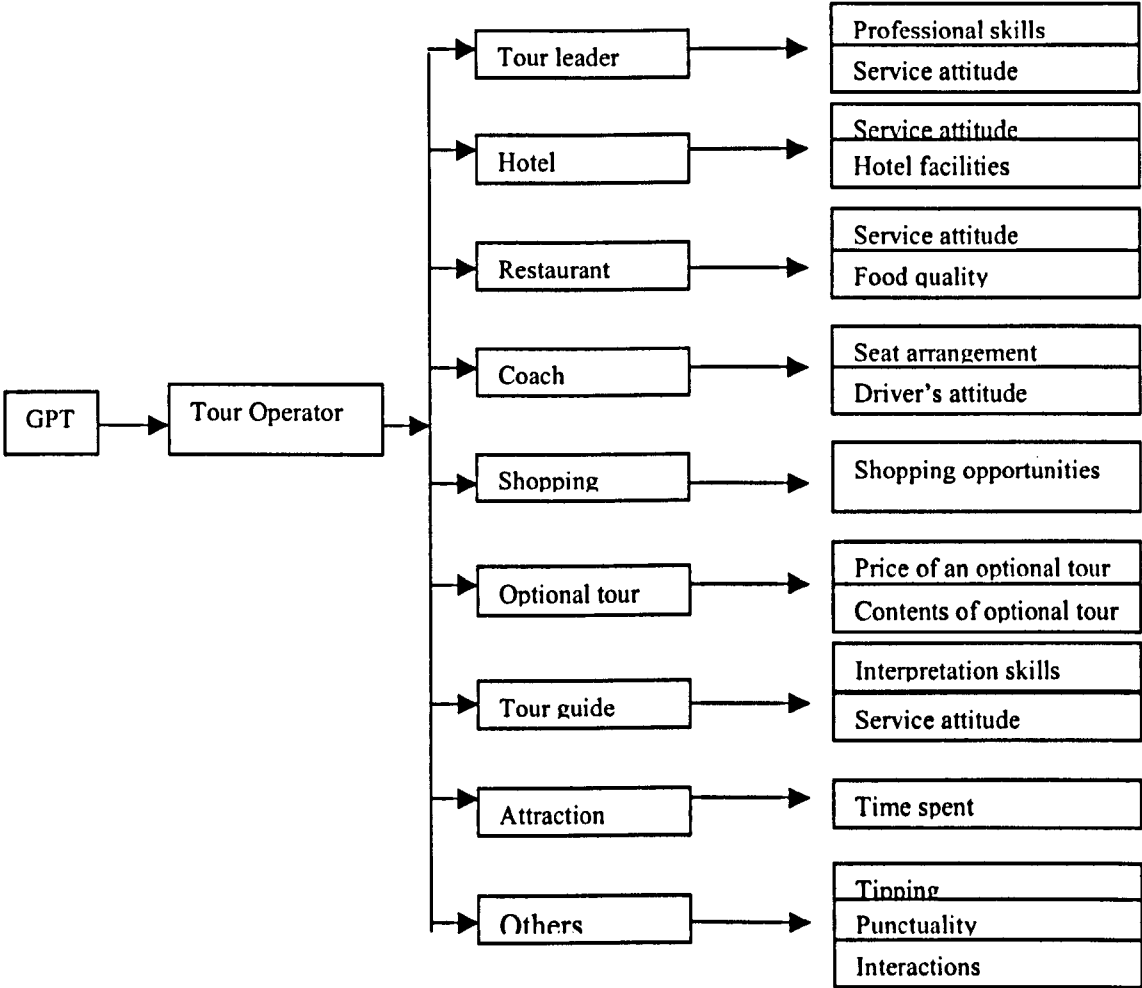 GPT
Tour Operator
Tour leader
Professional skills
Service attitude
Hotel
Service attitude
Hotel facilities
Restaurant
Service attitude
Food quality
Coach
Seat arrangement
Driver's attitude
Shopping
Shopping opportunities
Optional tour
Price of an optional tour
Contents of optional tour
Tour guide
Interpretation skills
Service attitude
Attraction
Time spent
Others
Tipping
Punctuality
Interactions